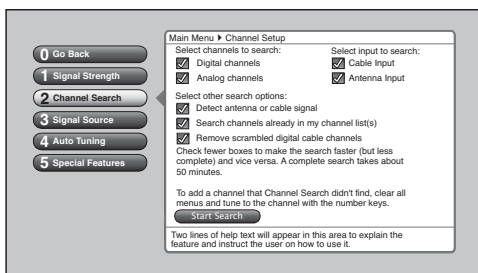 Main Menu ▶ Channel Setup
0 Go Back
1 Signal Strength
2 Channel Search
3 Signal Source
4 Auto Tuning
5 Special Features
Select channels to search:
Digital channels
Analog channels
Select input to search:
Cable Input
Antenna Input
Select other search options:
Detect antenna or cable signal
Search channels already in my channel list(s)
Remove scrambled digital cable channels
Check fewer boxes to make the search faster (but less
complete) and vice versa. A complete search takes about
50 minutes.
To add a channel that Channel Search didn't find, clear all
menus and tune to the channel with the number keys.
Start Search
Two lines of help text will appear in this area to explain the
feature and instruct the user on how to use it.